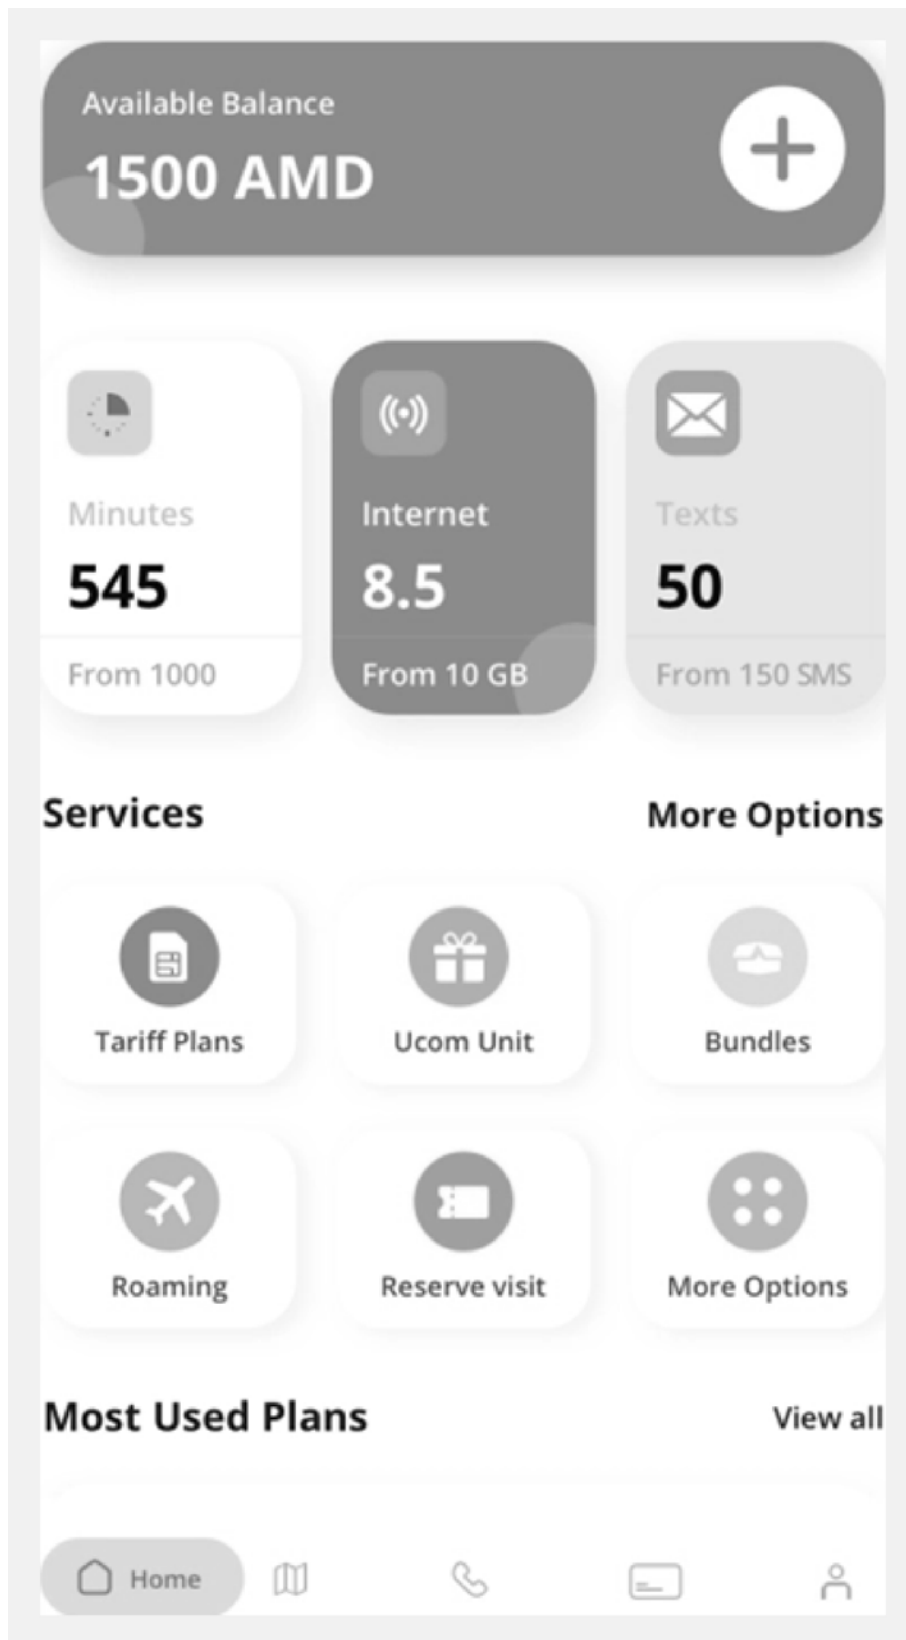 Available Balance
1500 AMD
Minutes
545
From 1000
Internet
8.5
From 10 GB
Texts
50
From 150 SMS
Services
More Options
Tariff Plans
Ucom Unit
Bundles
Roaming
Reserve visit
More Options
Most Used Plans
View all
Home